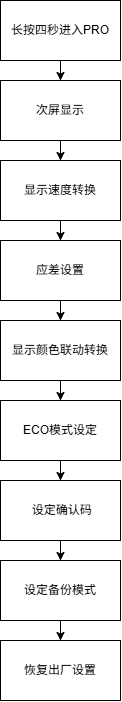 长按四秒进入PRO
次屏显示
显示速度转换
应差设置
显示颜色联动转换
ECO模式设定
设定确认码
设定备份模式
恢复出厂设置